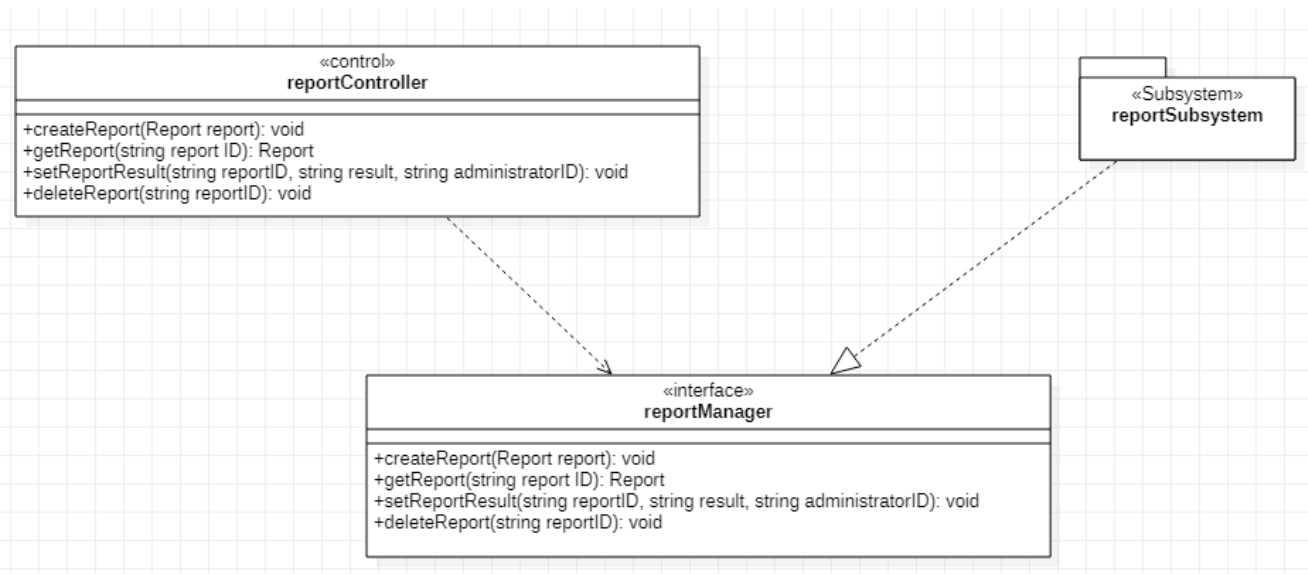 «control»
reportController
+createReport(Report report): void
+getReport(string report ID): Report
+setReportResult(string reportID, string result, string administratorID): void
+deleteReport(string reportID): void
«Subsystem»
reportSubsystem
«interface»
reportManager
+createReport(Report report): void
+getReport(string report ID): Report
+setReportResult(string reportID, string result, string administratorID): void
+deleteReport(string reportID): void